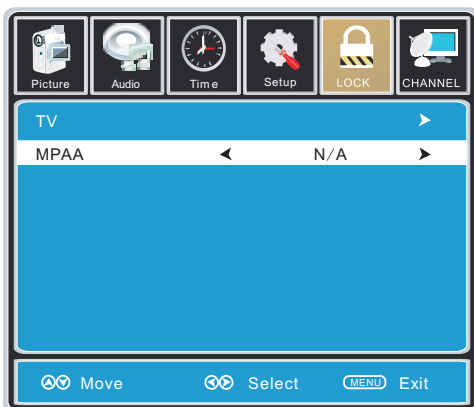 Picture Audio Time Setup LOCK CHANNEL
TV
MPAA N/A
Move Select MENU Exit